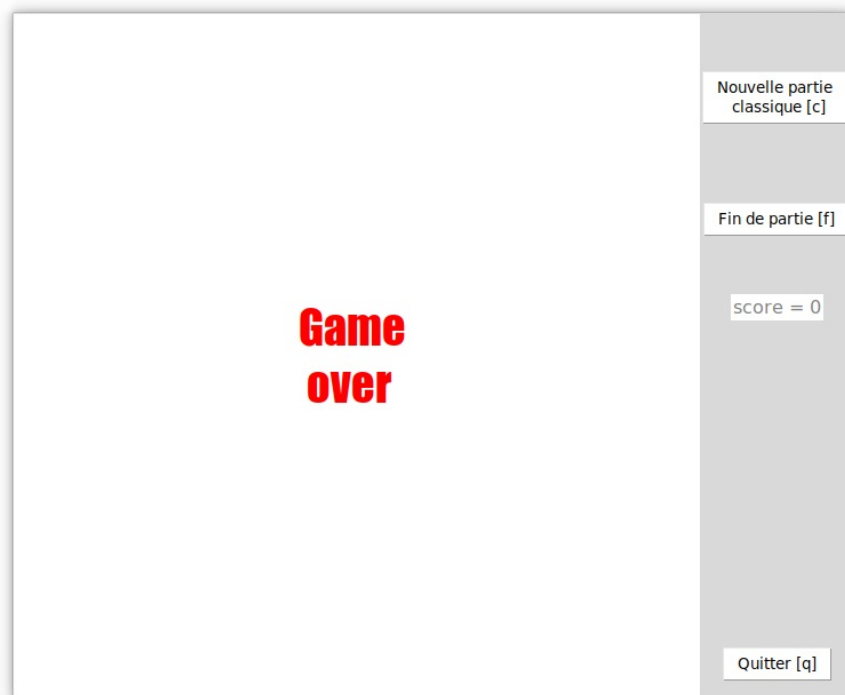 Nouvelle partie
classique [c]
Fin de partie [f]
score = 0
Game
over
Quitter [q]